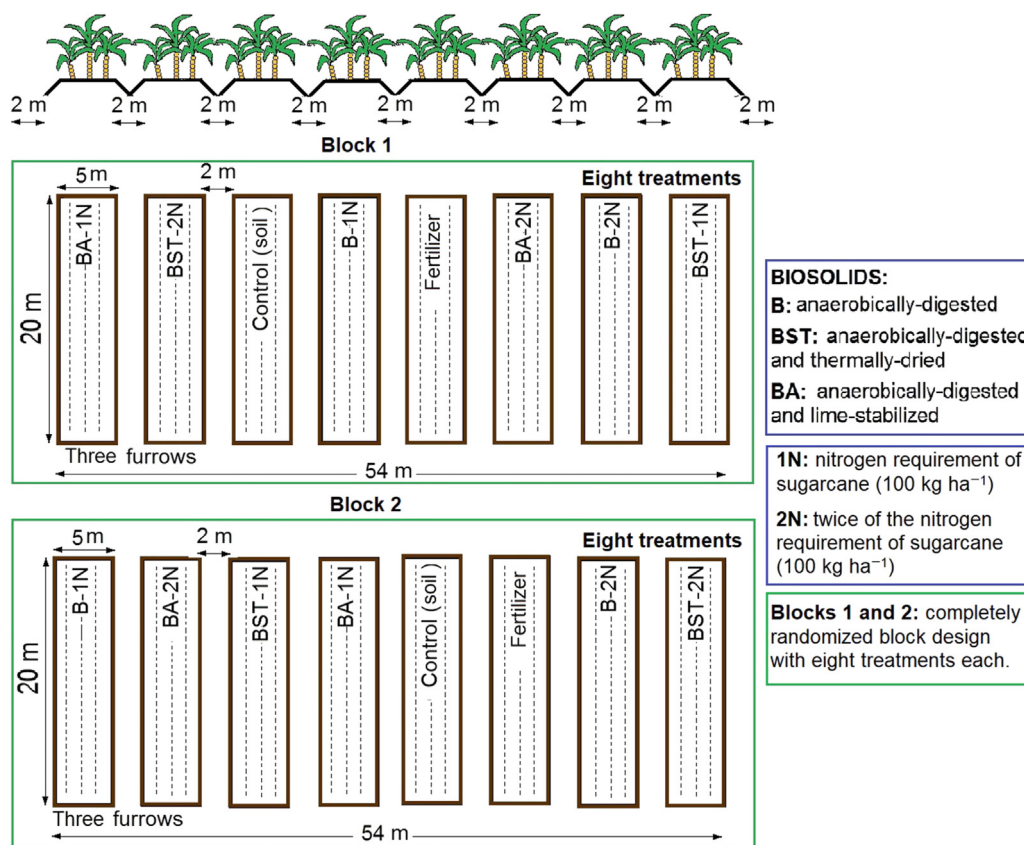 2 m 2 m 2 m 2 m 2 m 2 m 2 m 2 m 2 m
Block 1
5 m
2 m
Eight treatments
BA-1N
BST-2N
Control (soil )
B-1N
Fertilizer
BA-2N
B-2N
BST-1N
20 m
Three furrows
54 m
Block 2
5 m
2 m
Eight treatments
B-1N
BA-2N
BST-1N
BA-1N
Control (soil )
Fertilizer
B-2N
BST-2N
20 m
Three furrows
54 m
BIOSOLIDS:
B: anaerobically-digested
BST: anaerobically-digested
and thermally-dried
BA: anaerobically-digested
and lime-stabilized
1N: nitrogen requirement of
sugarcane (100 kg ha⁻¹)
2N: twice of the nitrogen
requirement of sugarcane
(100 kg ha⁻¹)
Blocks 1 and 2: completely
randomized block design
with eight treatments each.